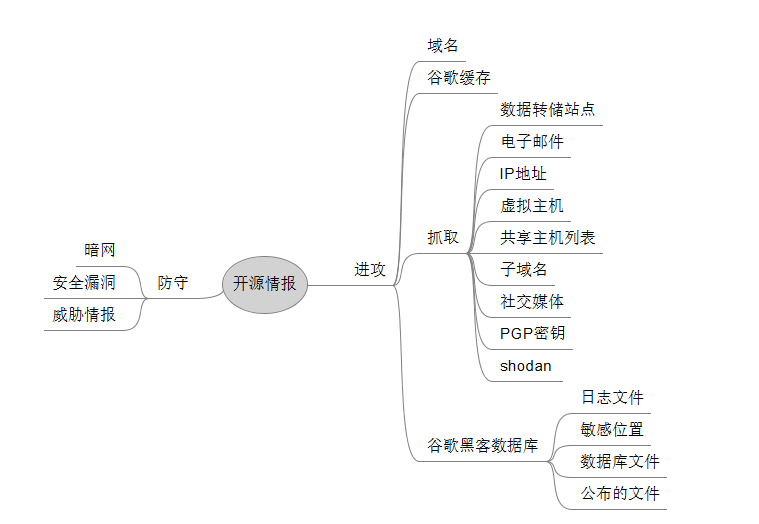 域名
谷歌缓存
数据转储站点
电子邮件
IP地址
虚拟主机
抓取
共享主机列表
暗网
子域名
进攻
安全漏洞
防守
开源情报
社交媒体
威胁情报
PGP密钥
shodan
日志文件
敏感位置
谷歌黑客数据库
数据库文件
公布的文件